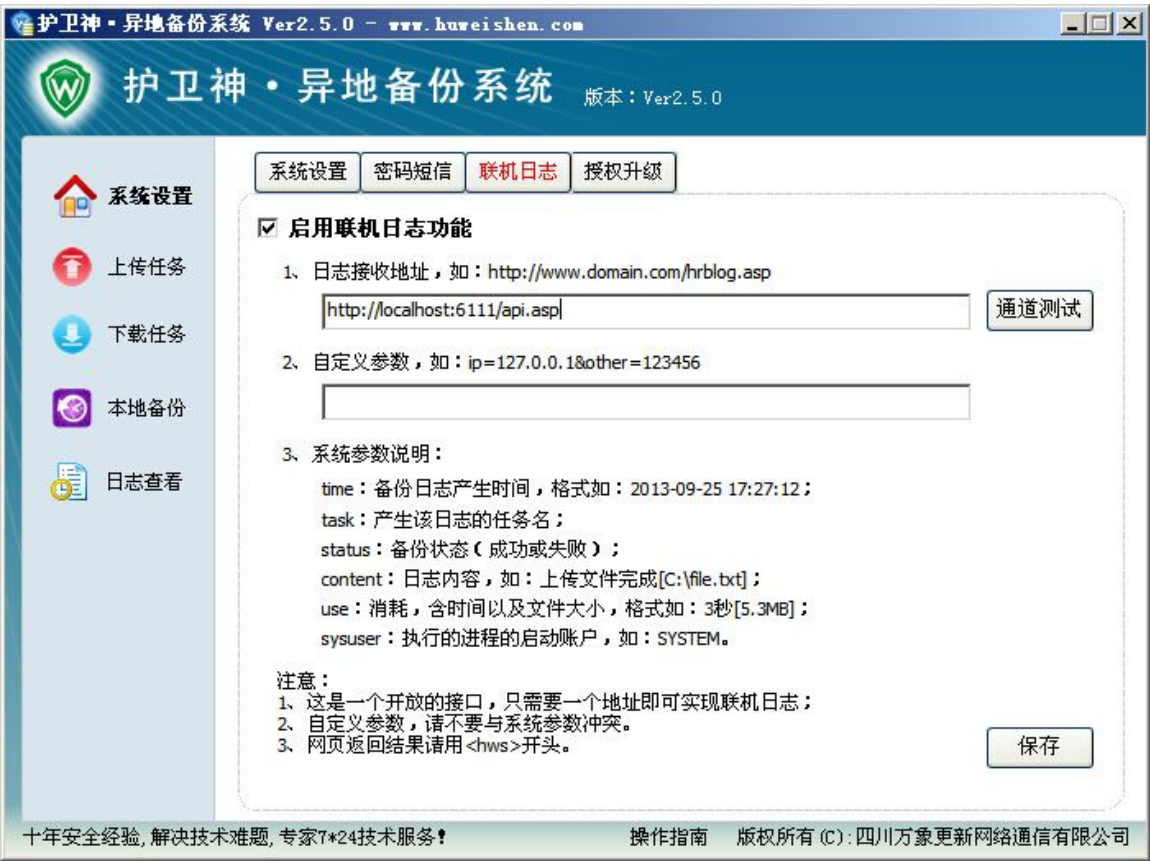 护卫神·异地备份系统 Ver2.5.0 - www.huweishen.com
护卫神·异地备份系统 版本：Ver2.5.0
系统设置 密码短信 联机日志 授权升级
系统设置
上传任务
下载任务
本地备份
日志查看
启用联机日志功能
1、日志接收地址，如：http://www.domain.com/hrblog.asp
http://localhost:6111/api.asp 通道测试
2、自定义参数，如：ip=127.0.0.1&other=123456
3、系统参数说明：
time：备份日志产生时间，格式如：2013-09-25 17:27:12；
task：产生该日志的任务名；
status：备份状态（成功或失败）；
content：日志内容，如：上传文件完成[C:\file.txt]；
use：消耗，含时间以及文件大小，格式如：3秒[5.3MB]；
sysuser：执行的进程的启动账户，如：SYSTEM。
注意：
1、这是一个开放的接口，只需要一个地址即可实现联机日志；
2、自定义参数，请不要与系统参数冲突。
3、网页返回结果请用<hws>开头。
保存
十年安全经验,解决技术难题,专家7*24技术服务! 操作指南 版权所有(C):四川万象更新网络通信有限公司